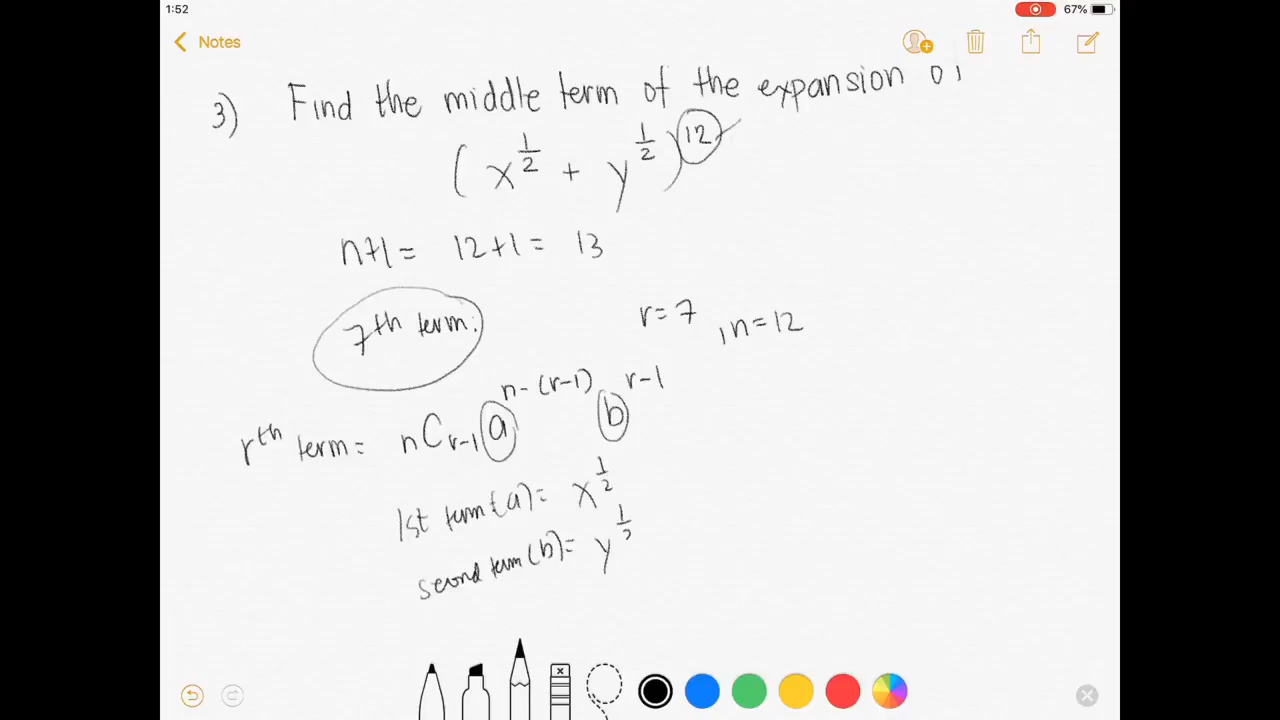 1:52
67%
Notes
3) Find the middle term of the expansion of
(x^{1/2} + y^{1/2})^{12}
n+1 = 12+1 = 13
7th term:
r=7 , n=12
rth term = nC_{r-1} a^{n-(r-1)} b^{r-1}
1st term (a) = x^{1/2}
second term (b) = y^{1/2}